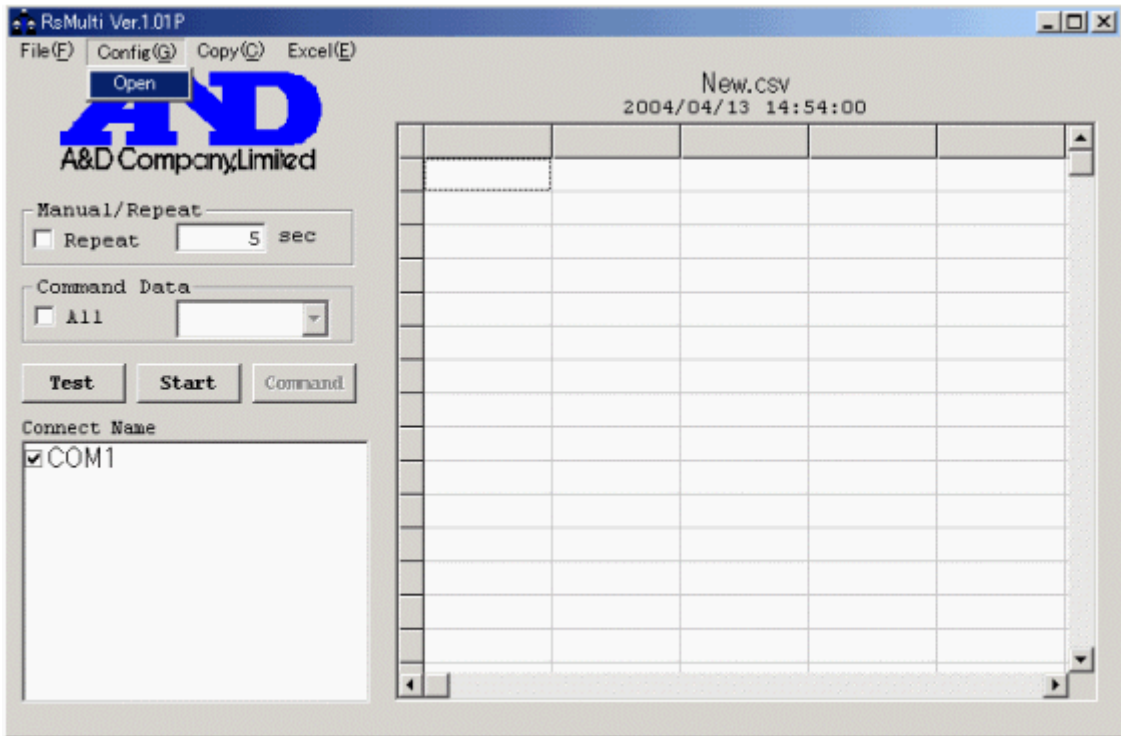 RsMulti Ver.1.01P
File(F) Config(G) Copy(C) Excel(E)
Open
AND
A&D Company,Limited
New.csv
2004/04/13 14:54:00
Manual/Repeat
Repeat 5 sec
Command Data
All
Test Start Command
Connect Name
COM1